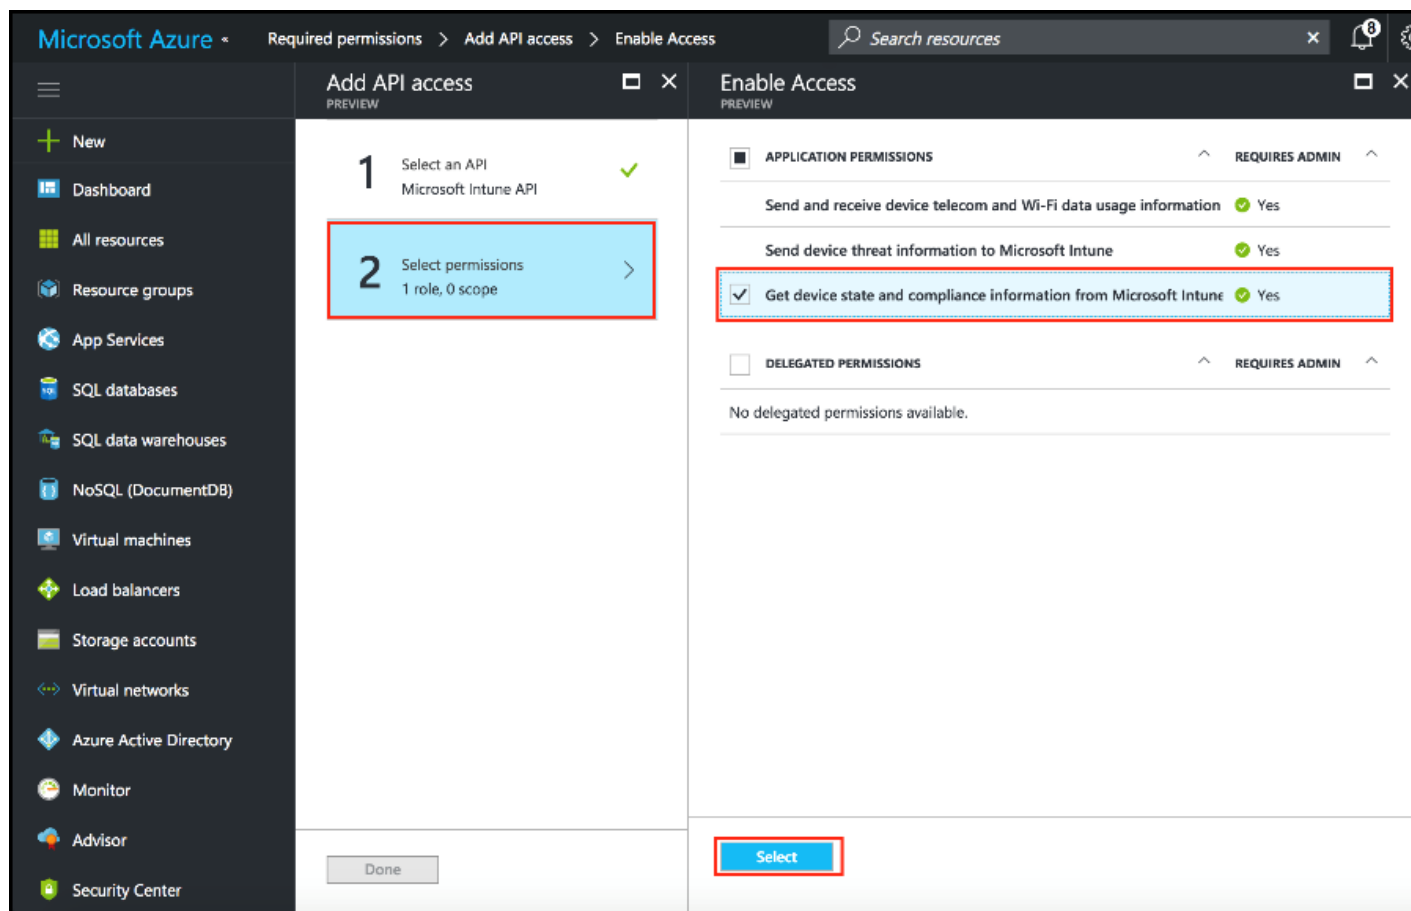 Microsoft Azure «
Required permissions > Add API access > Enable Access
Search resources
8
Add API access
PREVIEW
Enable Access
PREVIEW
New
Dashboard
All resources
Resource groups
App Services
SQL databases
SQL data warehouses
NoSQL (DocumentDB)
Virtual machines
Load balancers
Storage accounts
Virtual networks
Azure Active Directory
Monitor
Advisor
Security Center
1
Select an API
Microsoft Intune API
2
Select permissions
1 role, 0 scope
Done
APPLICATION PERMISSIONS REQUIRES ADMIN
Send and receive device telecom and Wi-Fi data usage information Yes
Send device threat information to Microsoft Intune Yes
Get device state and compliance information from Microsoft Intune Yes
DELEGATED PERMISSIONS REQUIRES ADMIN
No delegated permissions available.
Select